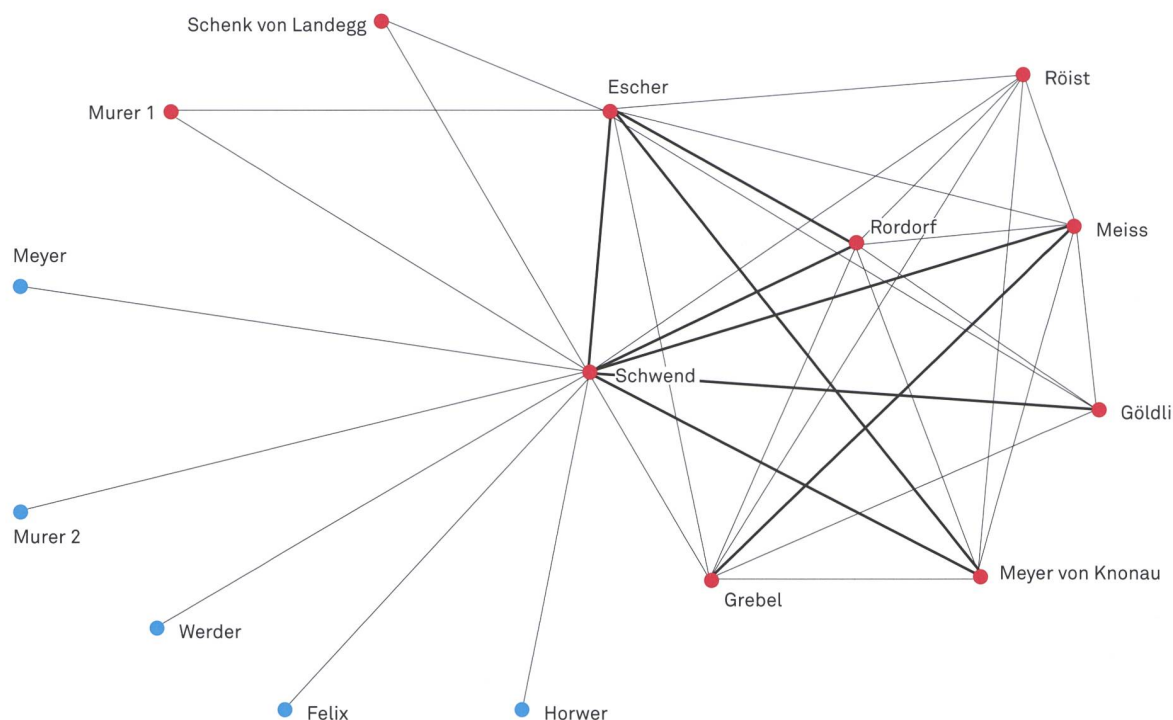 Schenk von Landegg
Escher
Röist
Murer 1
Rordorf
Meiss
Meyer
Schwend
Göldli
Murer 2
Meyer von Knonau
Grebel
Werder
Felix
Horwer